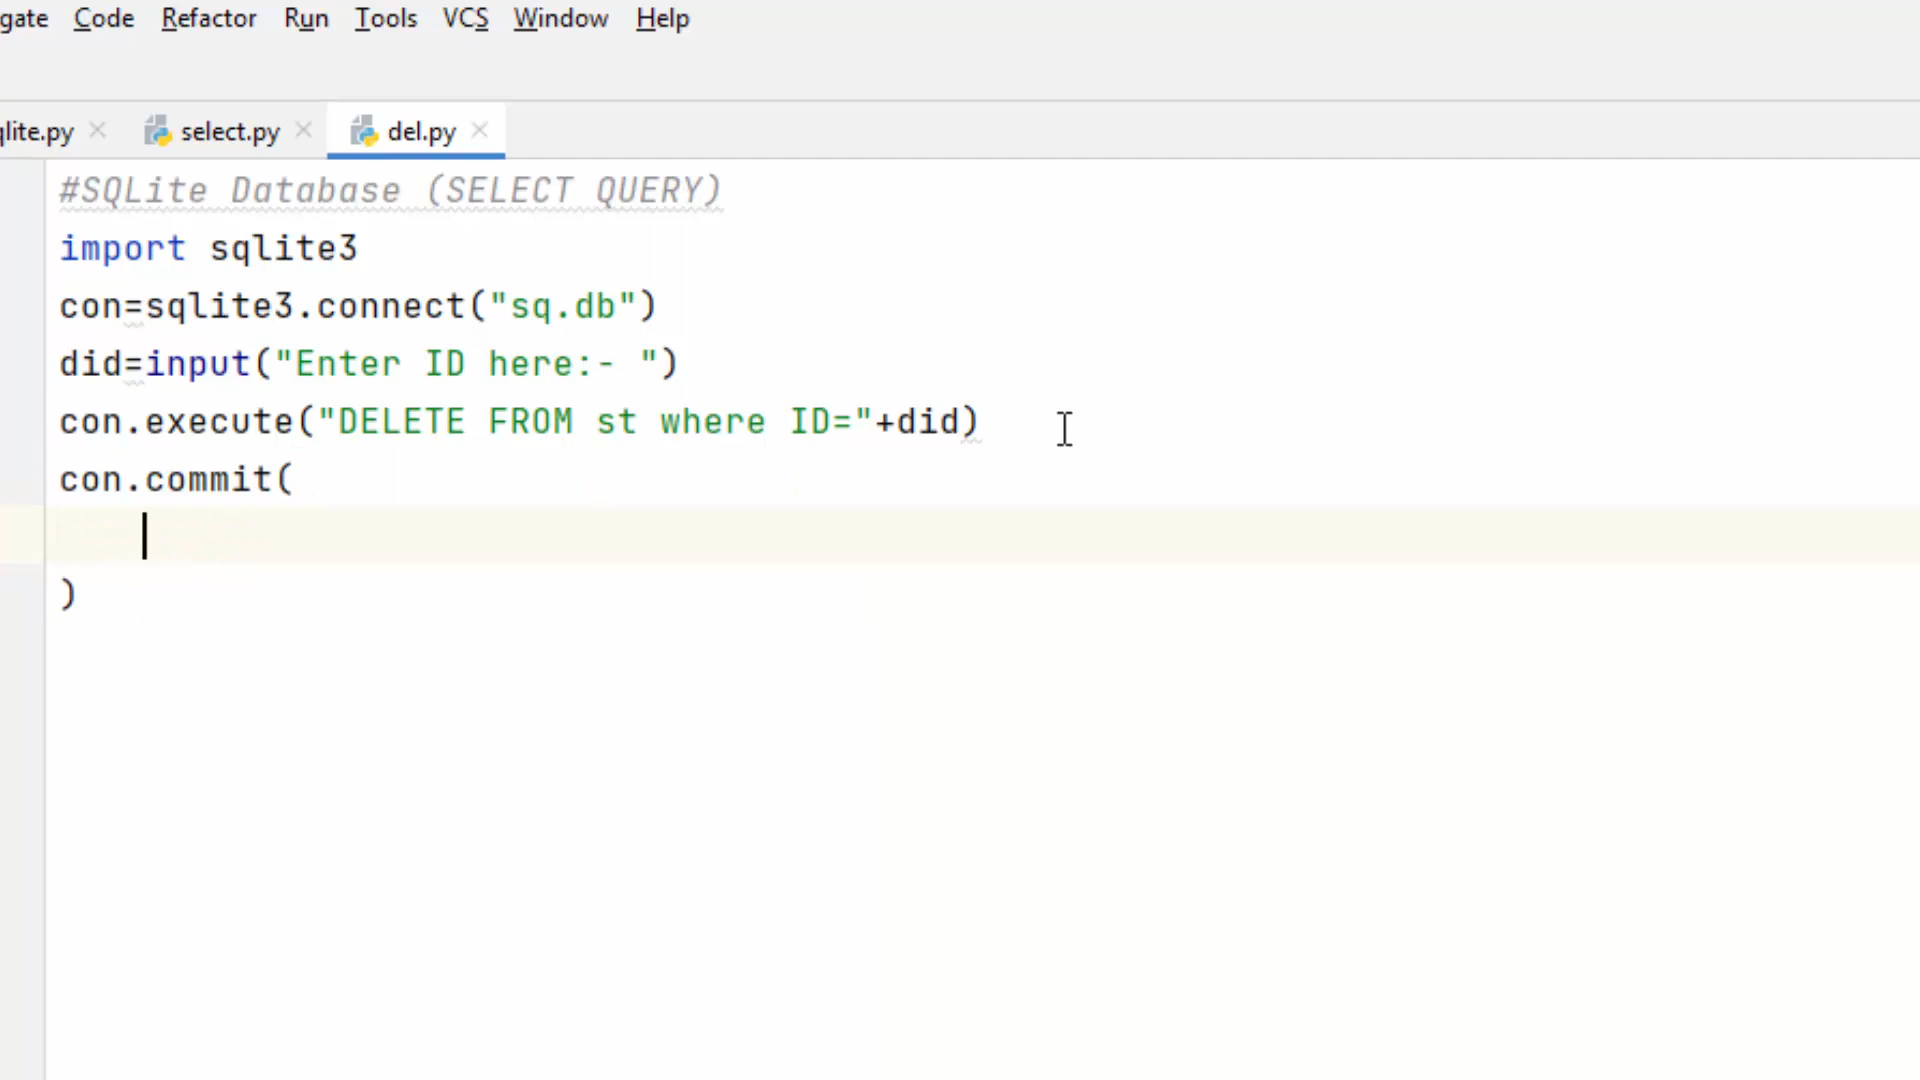 gate Code Refactor Run Tools VCS Window Help
qlite.py select.py del.py
#SQLite Database (SELECT QUERY)
import sqlite3
con=sqlite3.connect("sq.db")
did=input("Enter ID here:- ")
con.execute("DELETE FROM st where ID="+did)
con.commit(
)